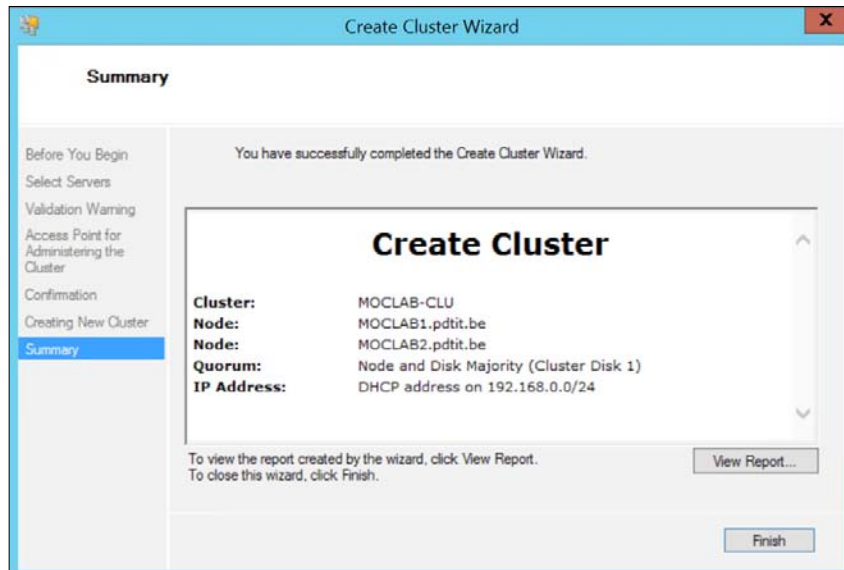 Create Cluster Wizard
X
Summary
Before You Begin
Select Servers
Validation Warning
Access Point for
Administering the
Cluster
Confirmation
Creating New Cluster
Summary
You have successfully completed the Create Cluster Wizard.
Create Cluster
Cluster: MOCLAB-CLU
Node: MOCLAB1.pdtit.be
Node: MOCLAB2.pdtit.be
Quorum: Node and Disk Majority (Cluster Disk 1)
IP Address: DHCP address on 192.168.0.0/24
To view the report created by the wizard, click View Report.
To close this wizard, click Finish.
View Report...
Finish